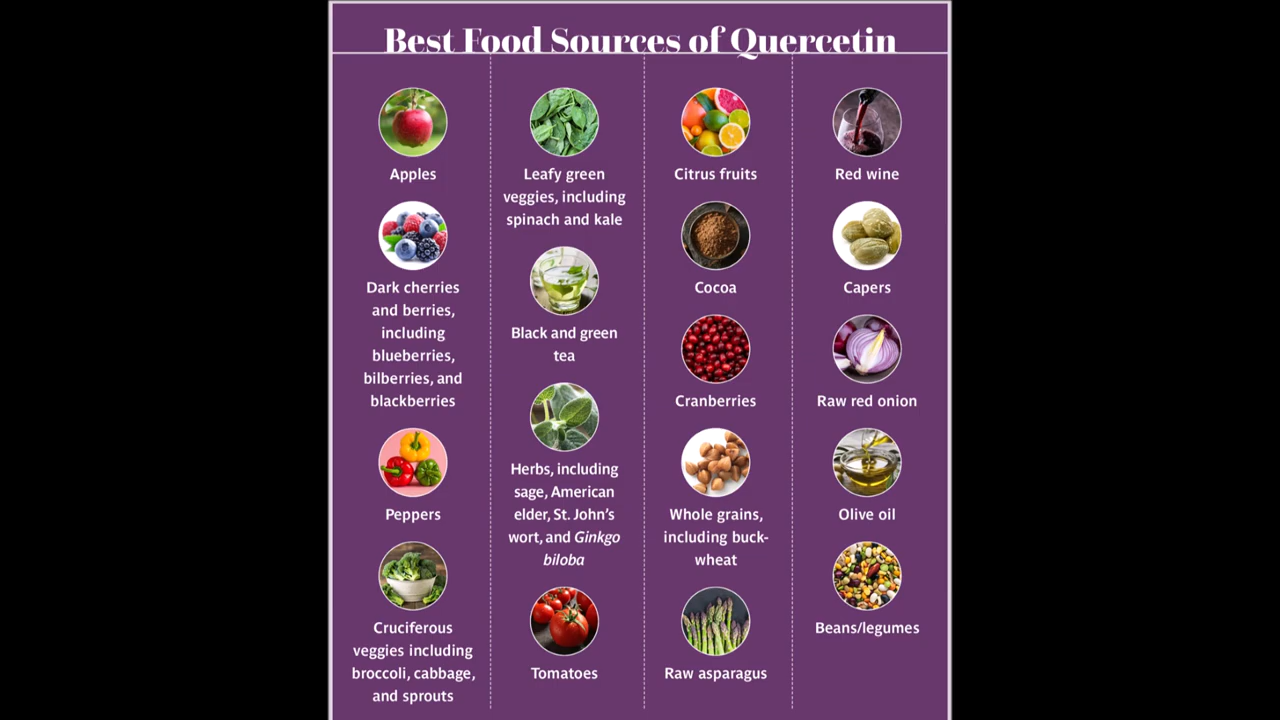 Best Food Sources of Quercetin
Apples
Dark cherries
and berries,
including
blueberries,
bilberries, and
blackberries
Peppers
Cruciferous
veggies including
broccoli, cabbage,
and sprouts
Leafy green
veggies, including
spinach and kale
Black and green
tea
Herbs, including
sage, American
elder, St. John’s
wort, and Ginkgo
biloba
Tomatoes
Citrus fruits
Cocoa
Cranberries
Whole grains,
including buck-
wheat
Raw asparagus
Red wine
Capers
Raw red onion
Olive oil
Beans/legumes